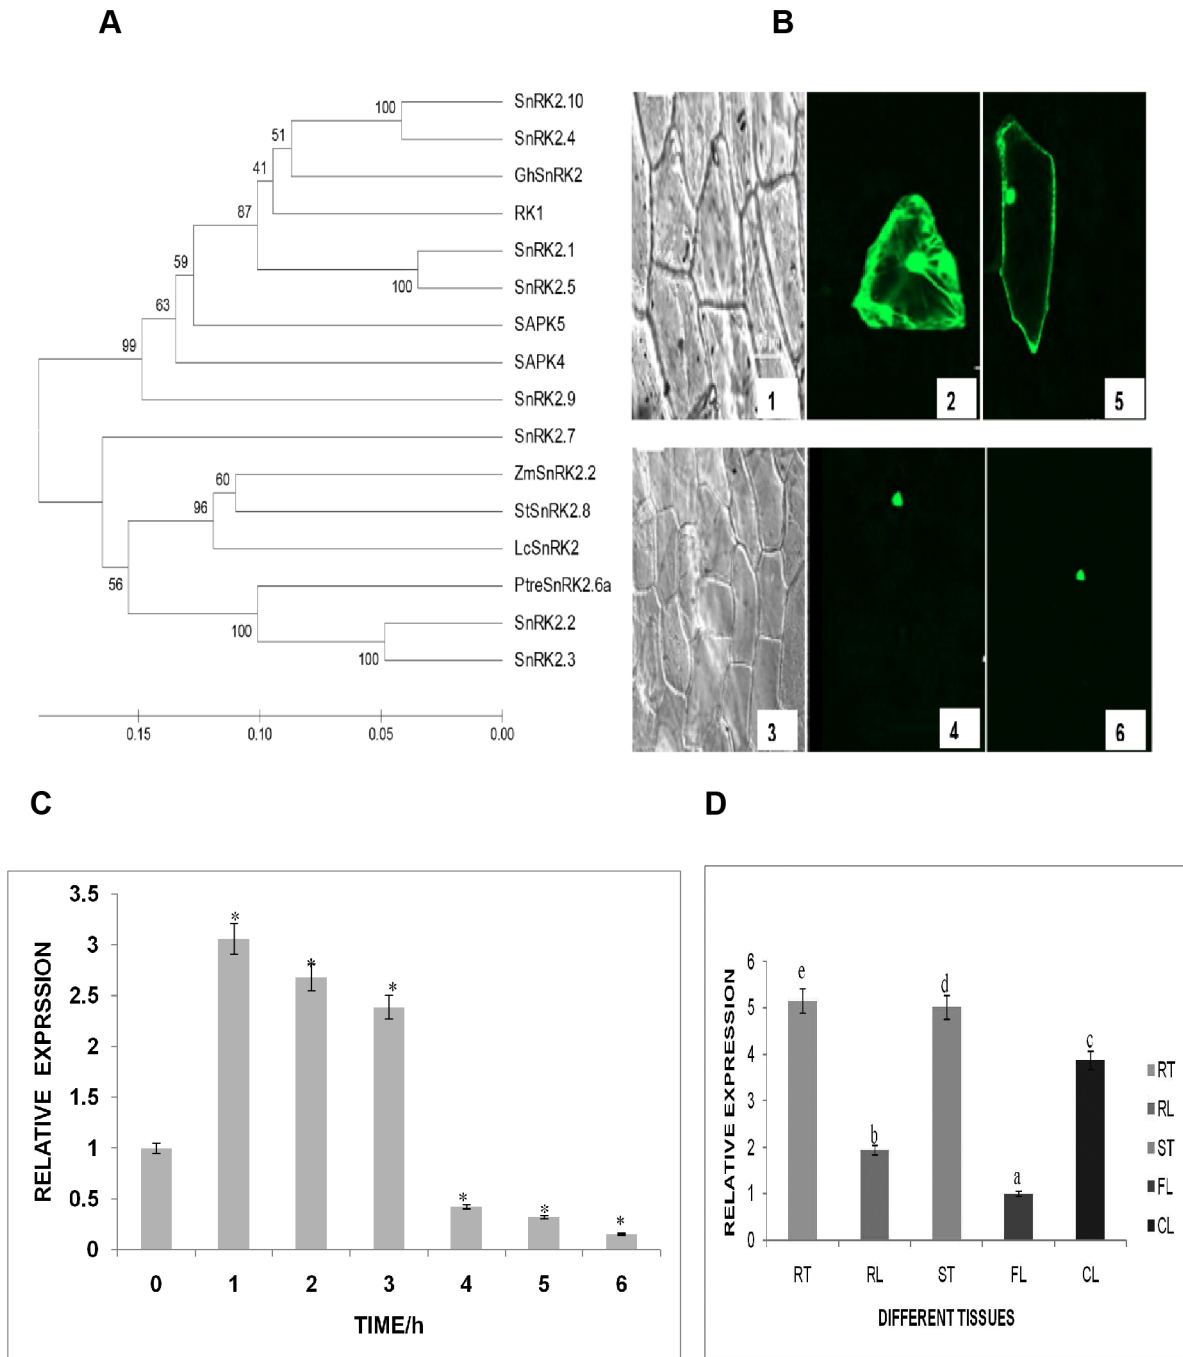 A
B
100
SnRK2.10
SnRK2.4
51
GhSnRK2
41
RK1
87
SnRK2.1
100
SnRK2.5
59
SAPK5
63
SAPK4
99
SnRK2.9
SnRK2.7
60
ZmSnRK2.2
96
StSnRK2.8
LcSnRK2
56
PtreSnRK2.6a
100
SnRK2.2
100
SnRK2.3
0.15 0.10 0.05 0.00
1 2 5
3 4 6
C
D
RELATIVE EXPRSSION
3.5
3
2.5
2
1
0.5
0
* * * * * *
0 1 2 3 4 5 6
TIME/h
RELATIVE EXPRESSION
6
5
4
3
2
1
0
e b d a c
RT RL ST FL CL
DIFFERENT TISSUES
RT
RL
ST
FL
CL